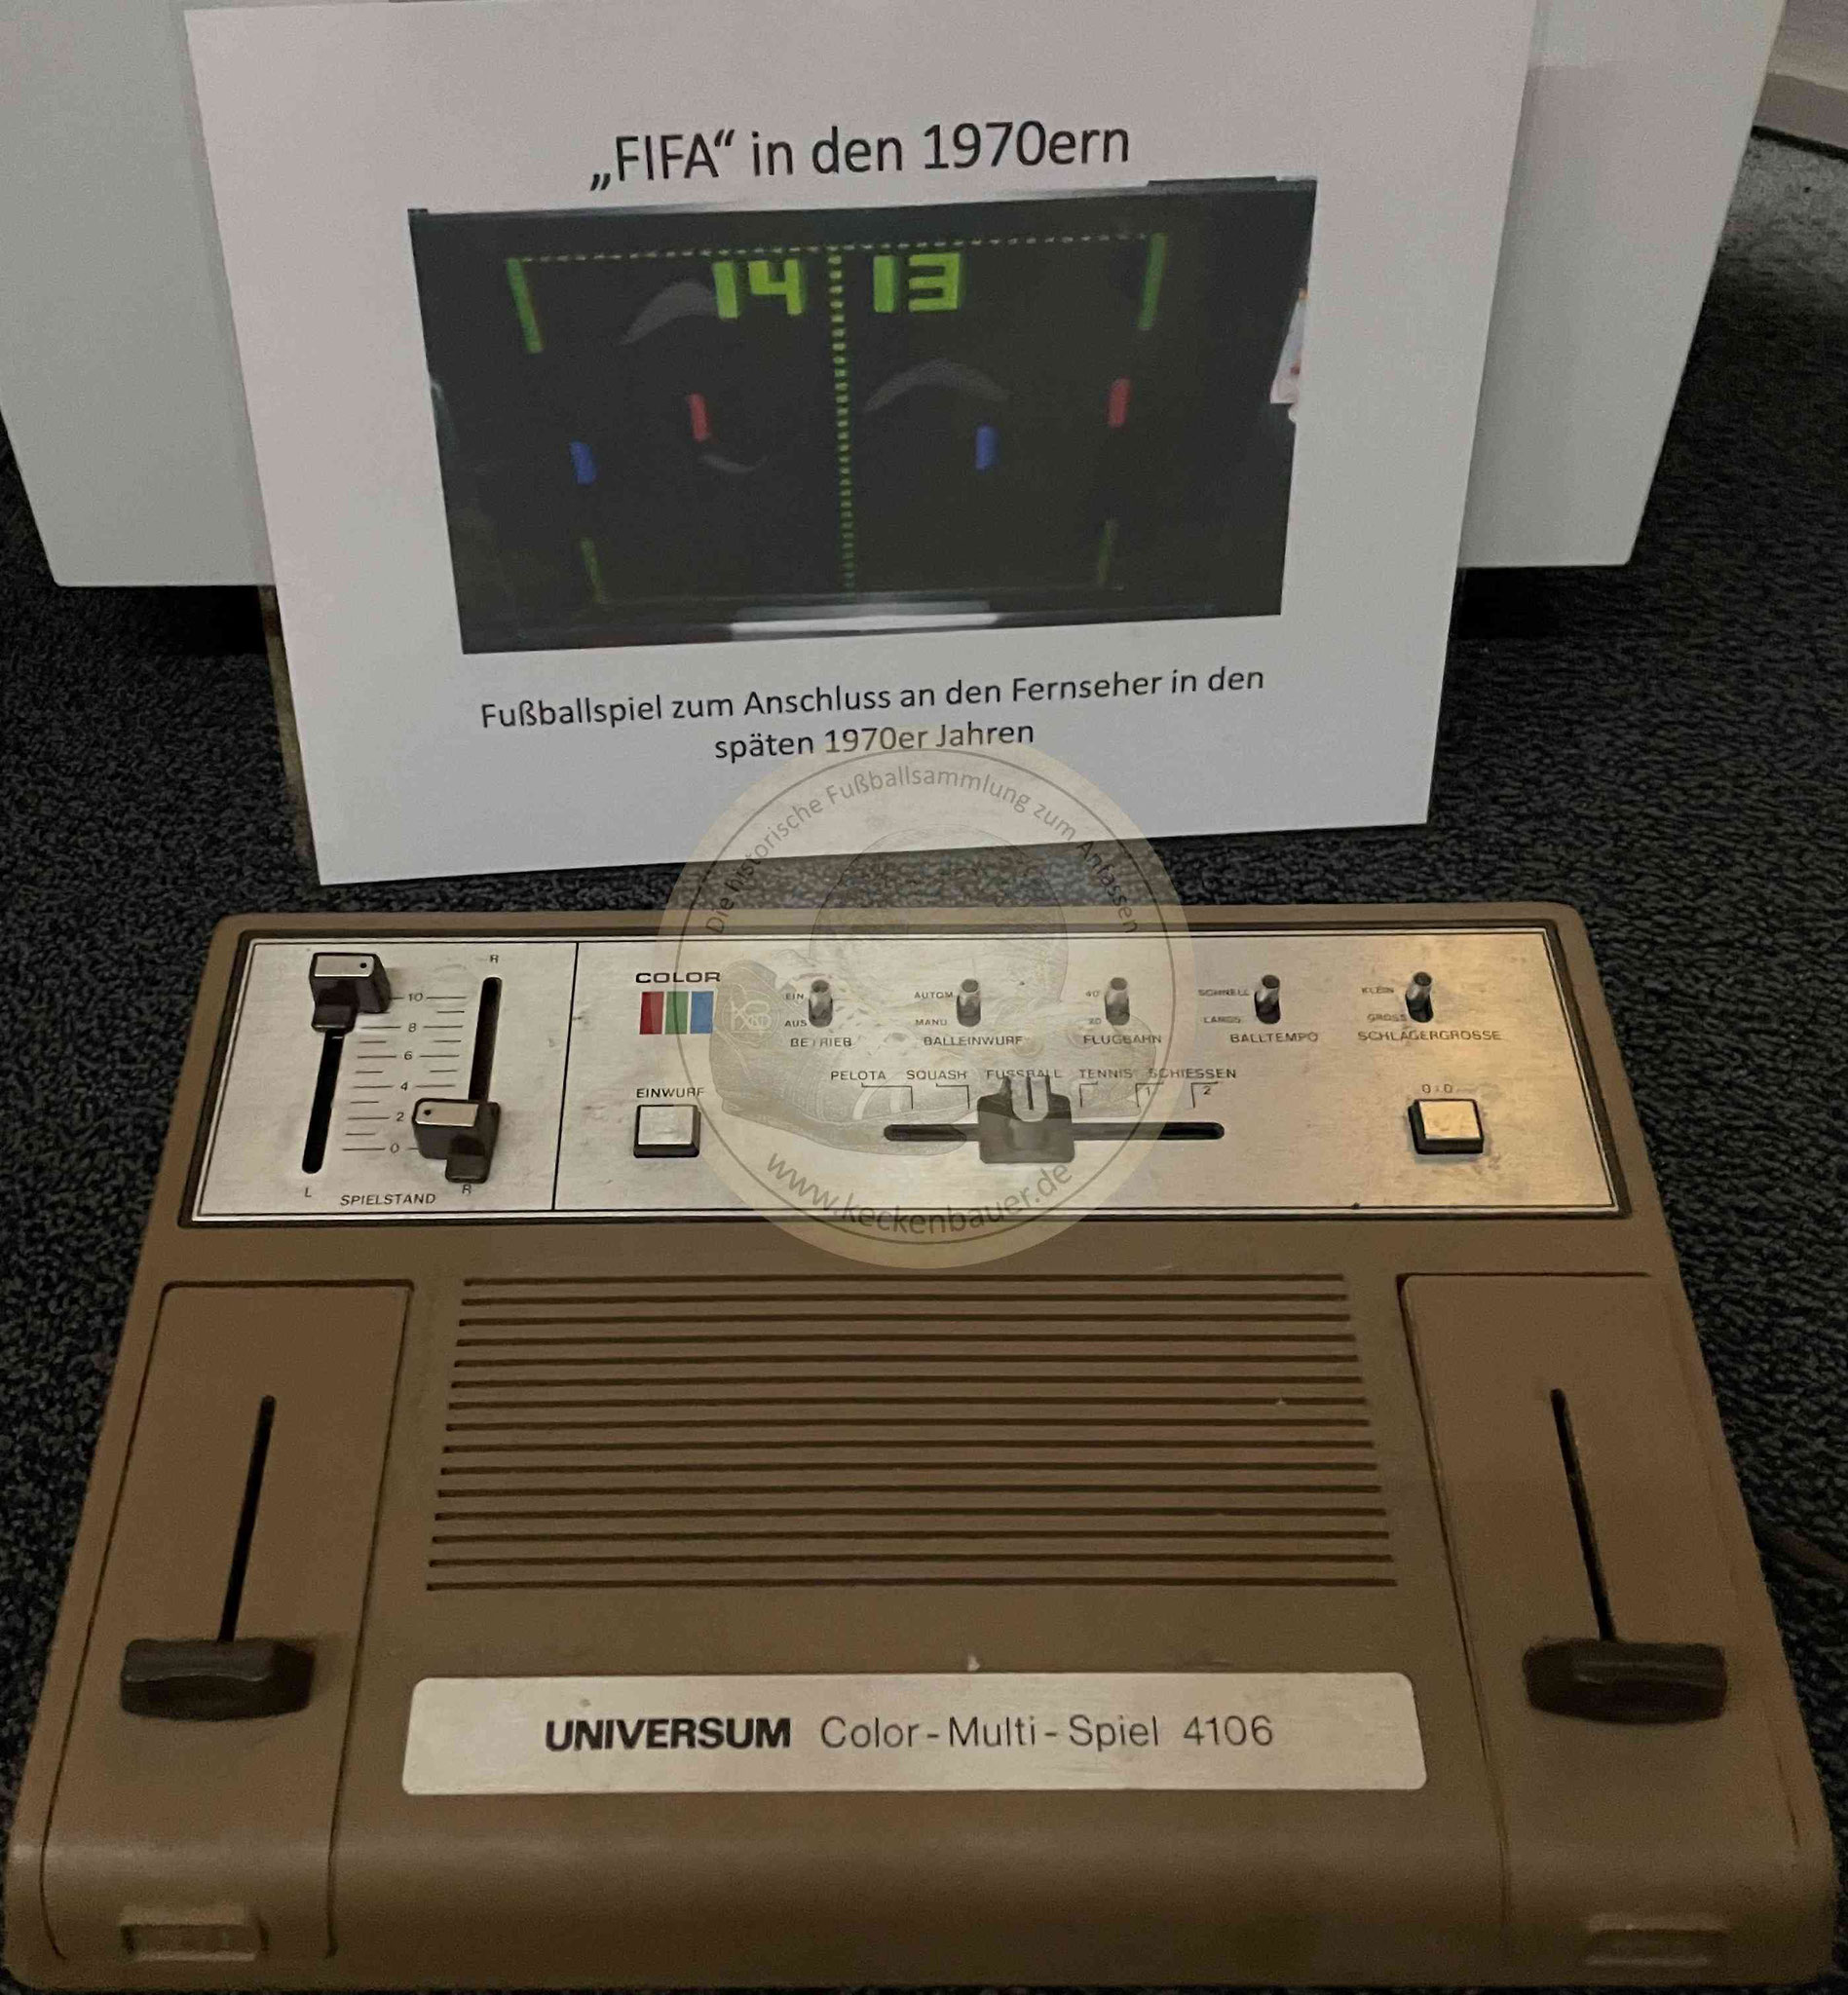 „FIFA“ in den 1970ern
14 13
Fußballspiel zum Anschluss an den Fernseher in den
späten 1970er Jahren
Die historische Fußballsammlung zum Anfassen
www.keckenbauer.de
R
10
8
6
4
2
0
L
SPIELSTAND
R
COLOR
EIN
AUS
BETRIEB
AUTOM
MANU
BALLEINWURF
40
20
FLUGBAHN
SCHNELL
LANGS
BALLTEMPO
KLEIN
GROSS
SCHLÄGERGRÖSSE
EINWURF
PELOTA SQUASH FUSSBALL TENNIS SCHIESSEN
1 2
0:0
UNIVERSUM Color-Multi-Spiel 4106